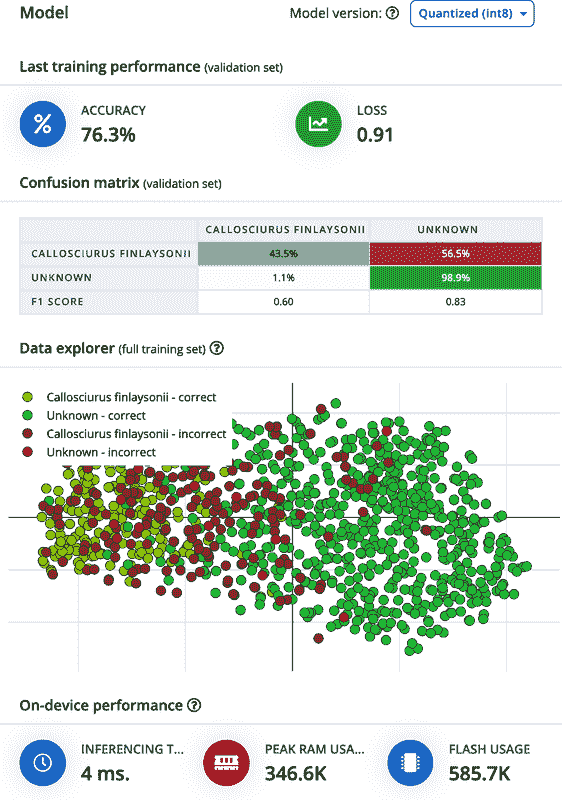 Model
Model version: Quantized (int8)
Last training performance (validation set)
ACCURACY
76.3%
LOSS
0.91
Confusion matrix (validation set)
CALLOSCIURUS FINLAYSONII UNKNOWN
CALLOSCIURUS FINLAYSONII 43.5% 56.5%
UNKNOWN 1.1% 98.9%
F1 SCORE 0.60 0.83
Data explorer (full training set) ?
Callosciurus finlaysonii - correct
Unknown - correct
Callosciurus finlaysonii - incorrect
Unknown - incorrect
On-device performance ?
INFERENCING T...
4 ms.
PEAK RAM USA...
346.6K
FLASH USAGE
585.7K